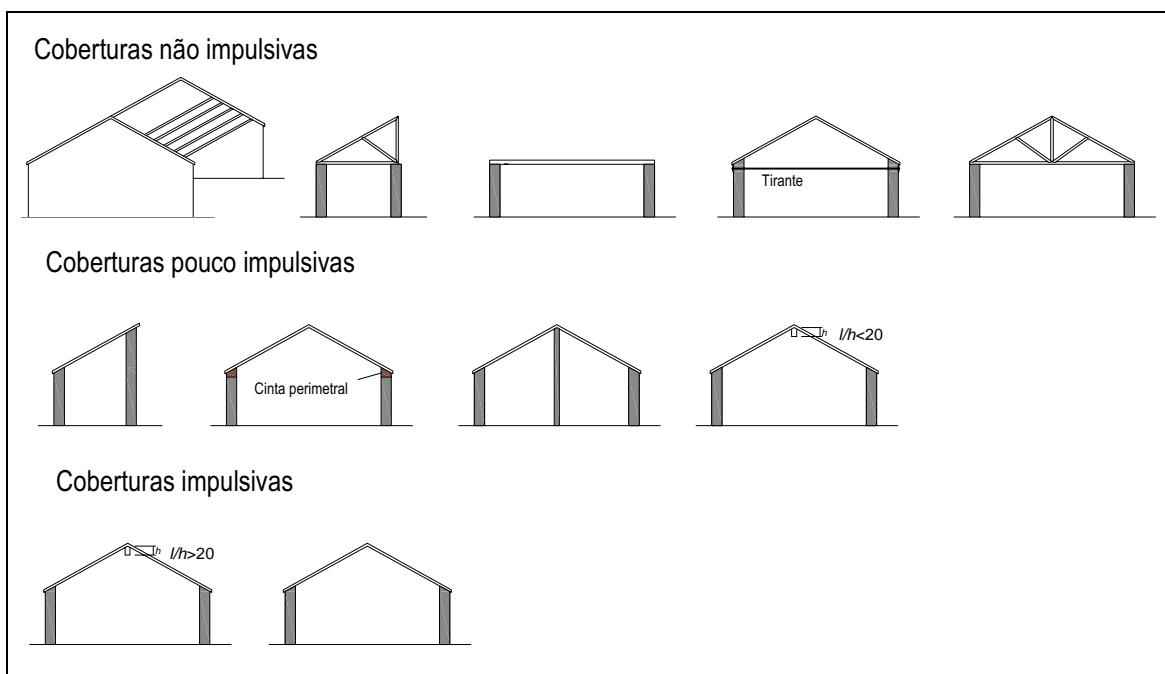 Coberturas não impulsivas
Tirante
Coberturas pouco impulsivas
Cinta perimetral
h l/h<20
Coberturas impulsivas
h l/h>20